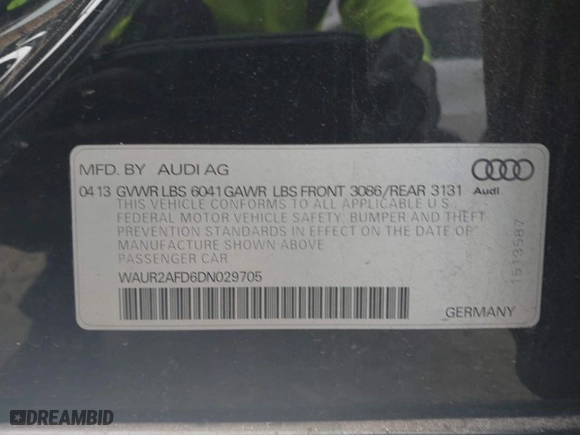 MFD. BY AUDI AG
04 13 GVWR LBS 6041 GAWR LBS FRONT 3086/REAR 3131
Audi
THIS VEHICLE CONFORMS TO ALL APPLICABLE U.S.
FEDERAL MOTOR VEHICLE SAFETY, BUMPER AND THEFT
PREVENTION STANDARDS IN EFFECT ON THE DATE OF
MANUFACTURE SHOWN ABOVE
PASSENGER CAR
1513587
WAUR2AFD6DN029705
GERMANY
DREAMBID